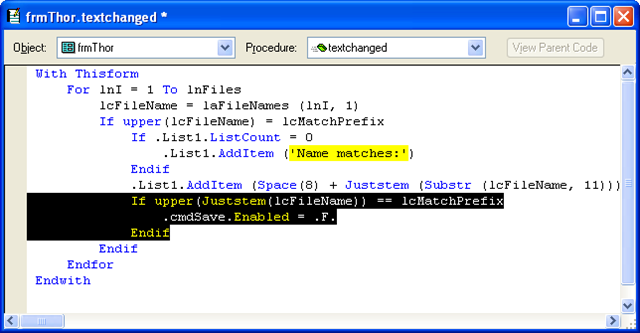 frmThor.textchanged *
Object: frmThor Procedure: textchanged View Parent Code
With Thisform
For lnI = 1 To lnFiles
lcFileName = laFileNames (lnI, 1)
If upper(lcFileName) = lcMatchPrefix
If .List1.ListCount = 0
.List1.AddItem ('Name matches:')
Endif
.List1.AddItem (Space(8) + Juststem (Substr (lcFileName, 11)))
If upper(Juststem(lcFileName)) == lcMatchPrefix
.cmdSave.Enabled = .F.
Endif
Endif
Endfor
Endwith